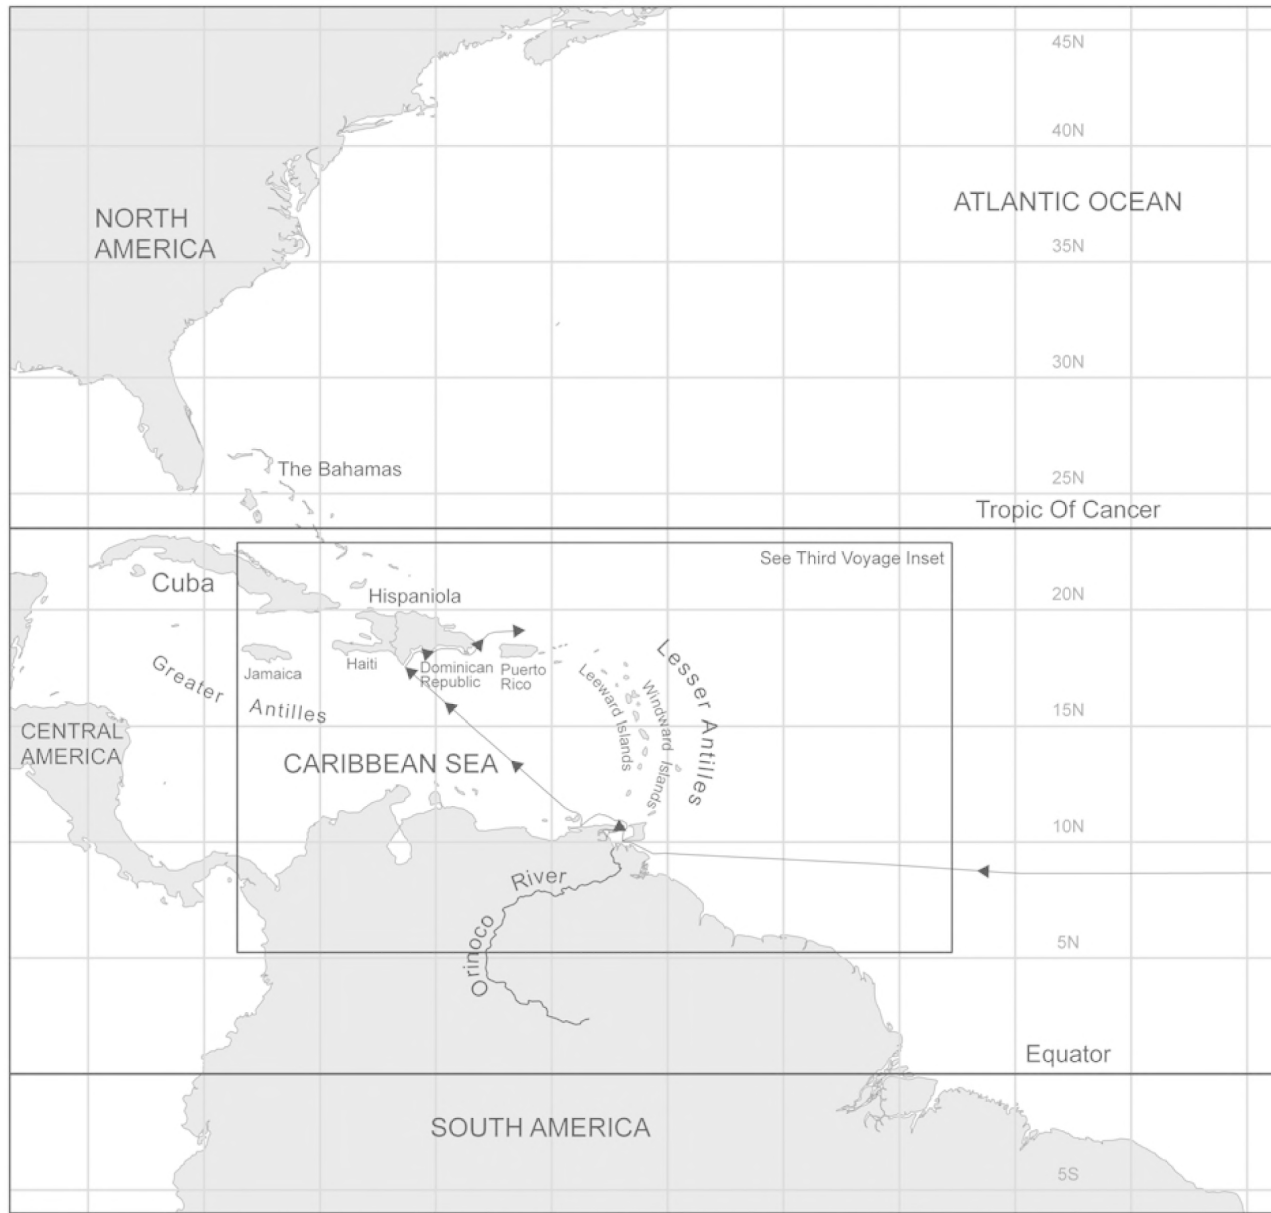 45N
40N
ATLANTIC OCEAN
NORTH
AMERICA
35N
30N
The Bahamas
25N
Tropic Of Cancer
See Third Voyage Inset
Cuba
Hispaniola
20N
Jamaica
Haiti
Dominican
Republic
Puerto
Rico
Greater Antilles
Leeward Islands
Windward Islands
Lesser Antilles
15N
CENTRAL
AMERICA
CARIBBEAN SEA
10N
Orinoco River
5N
Equator
SOUTH AMERICA
5S